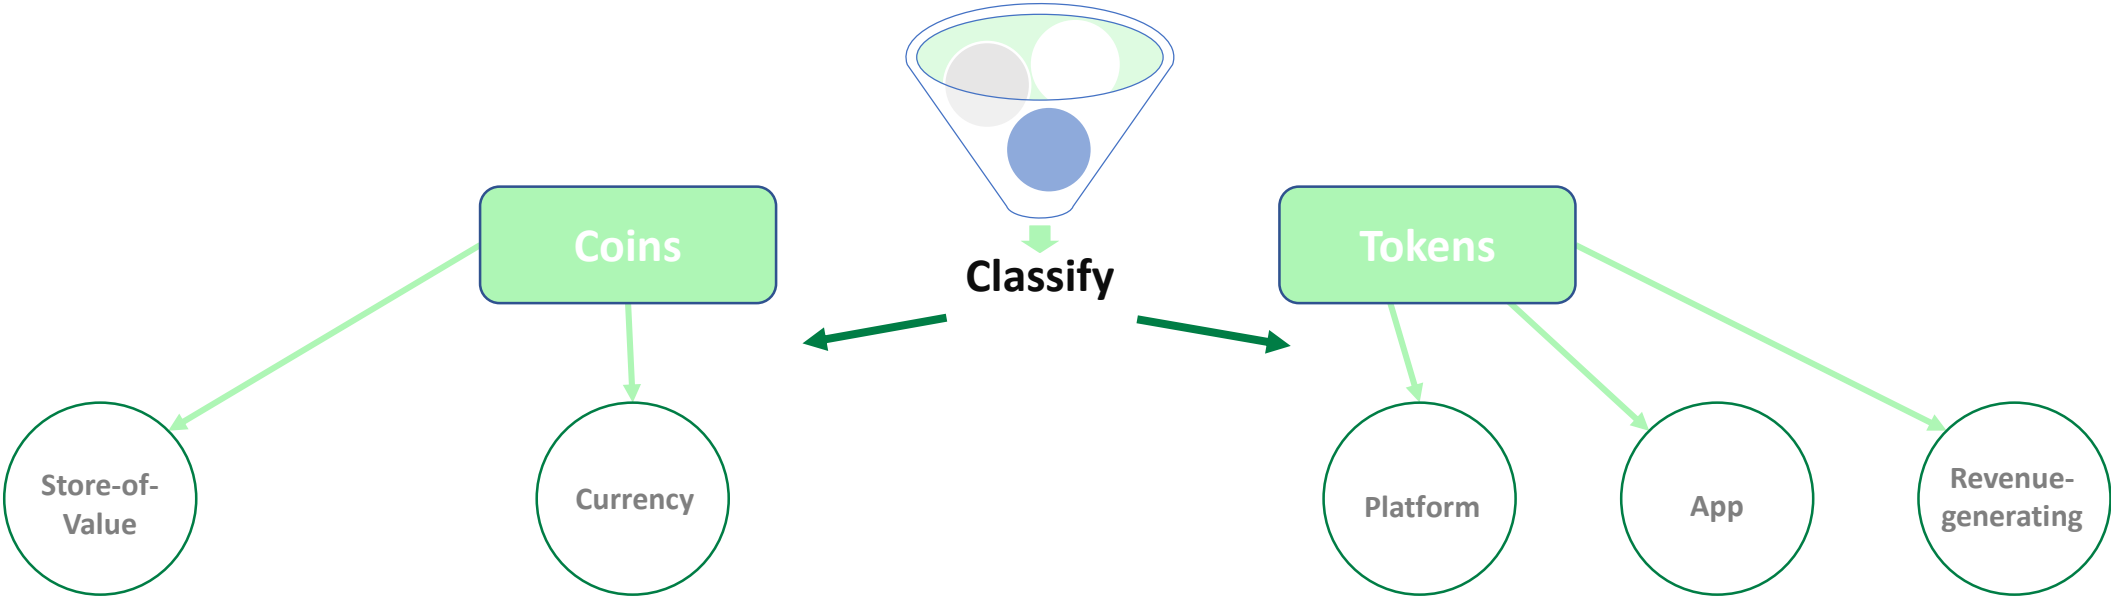 Coins
Classify
Tokens
Store-of-
Value
Currency
Platform
App
Revenue-
generating